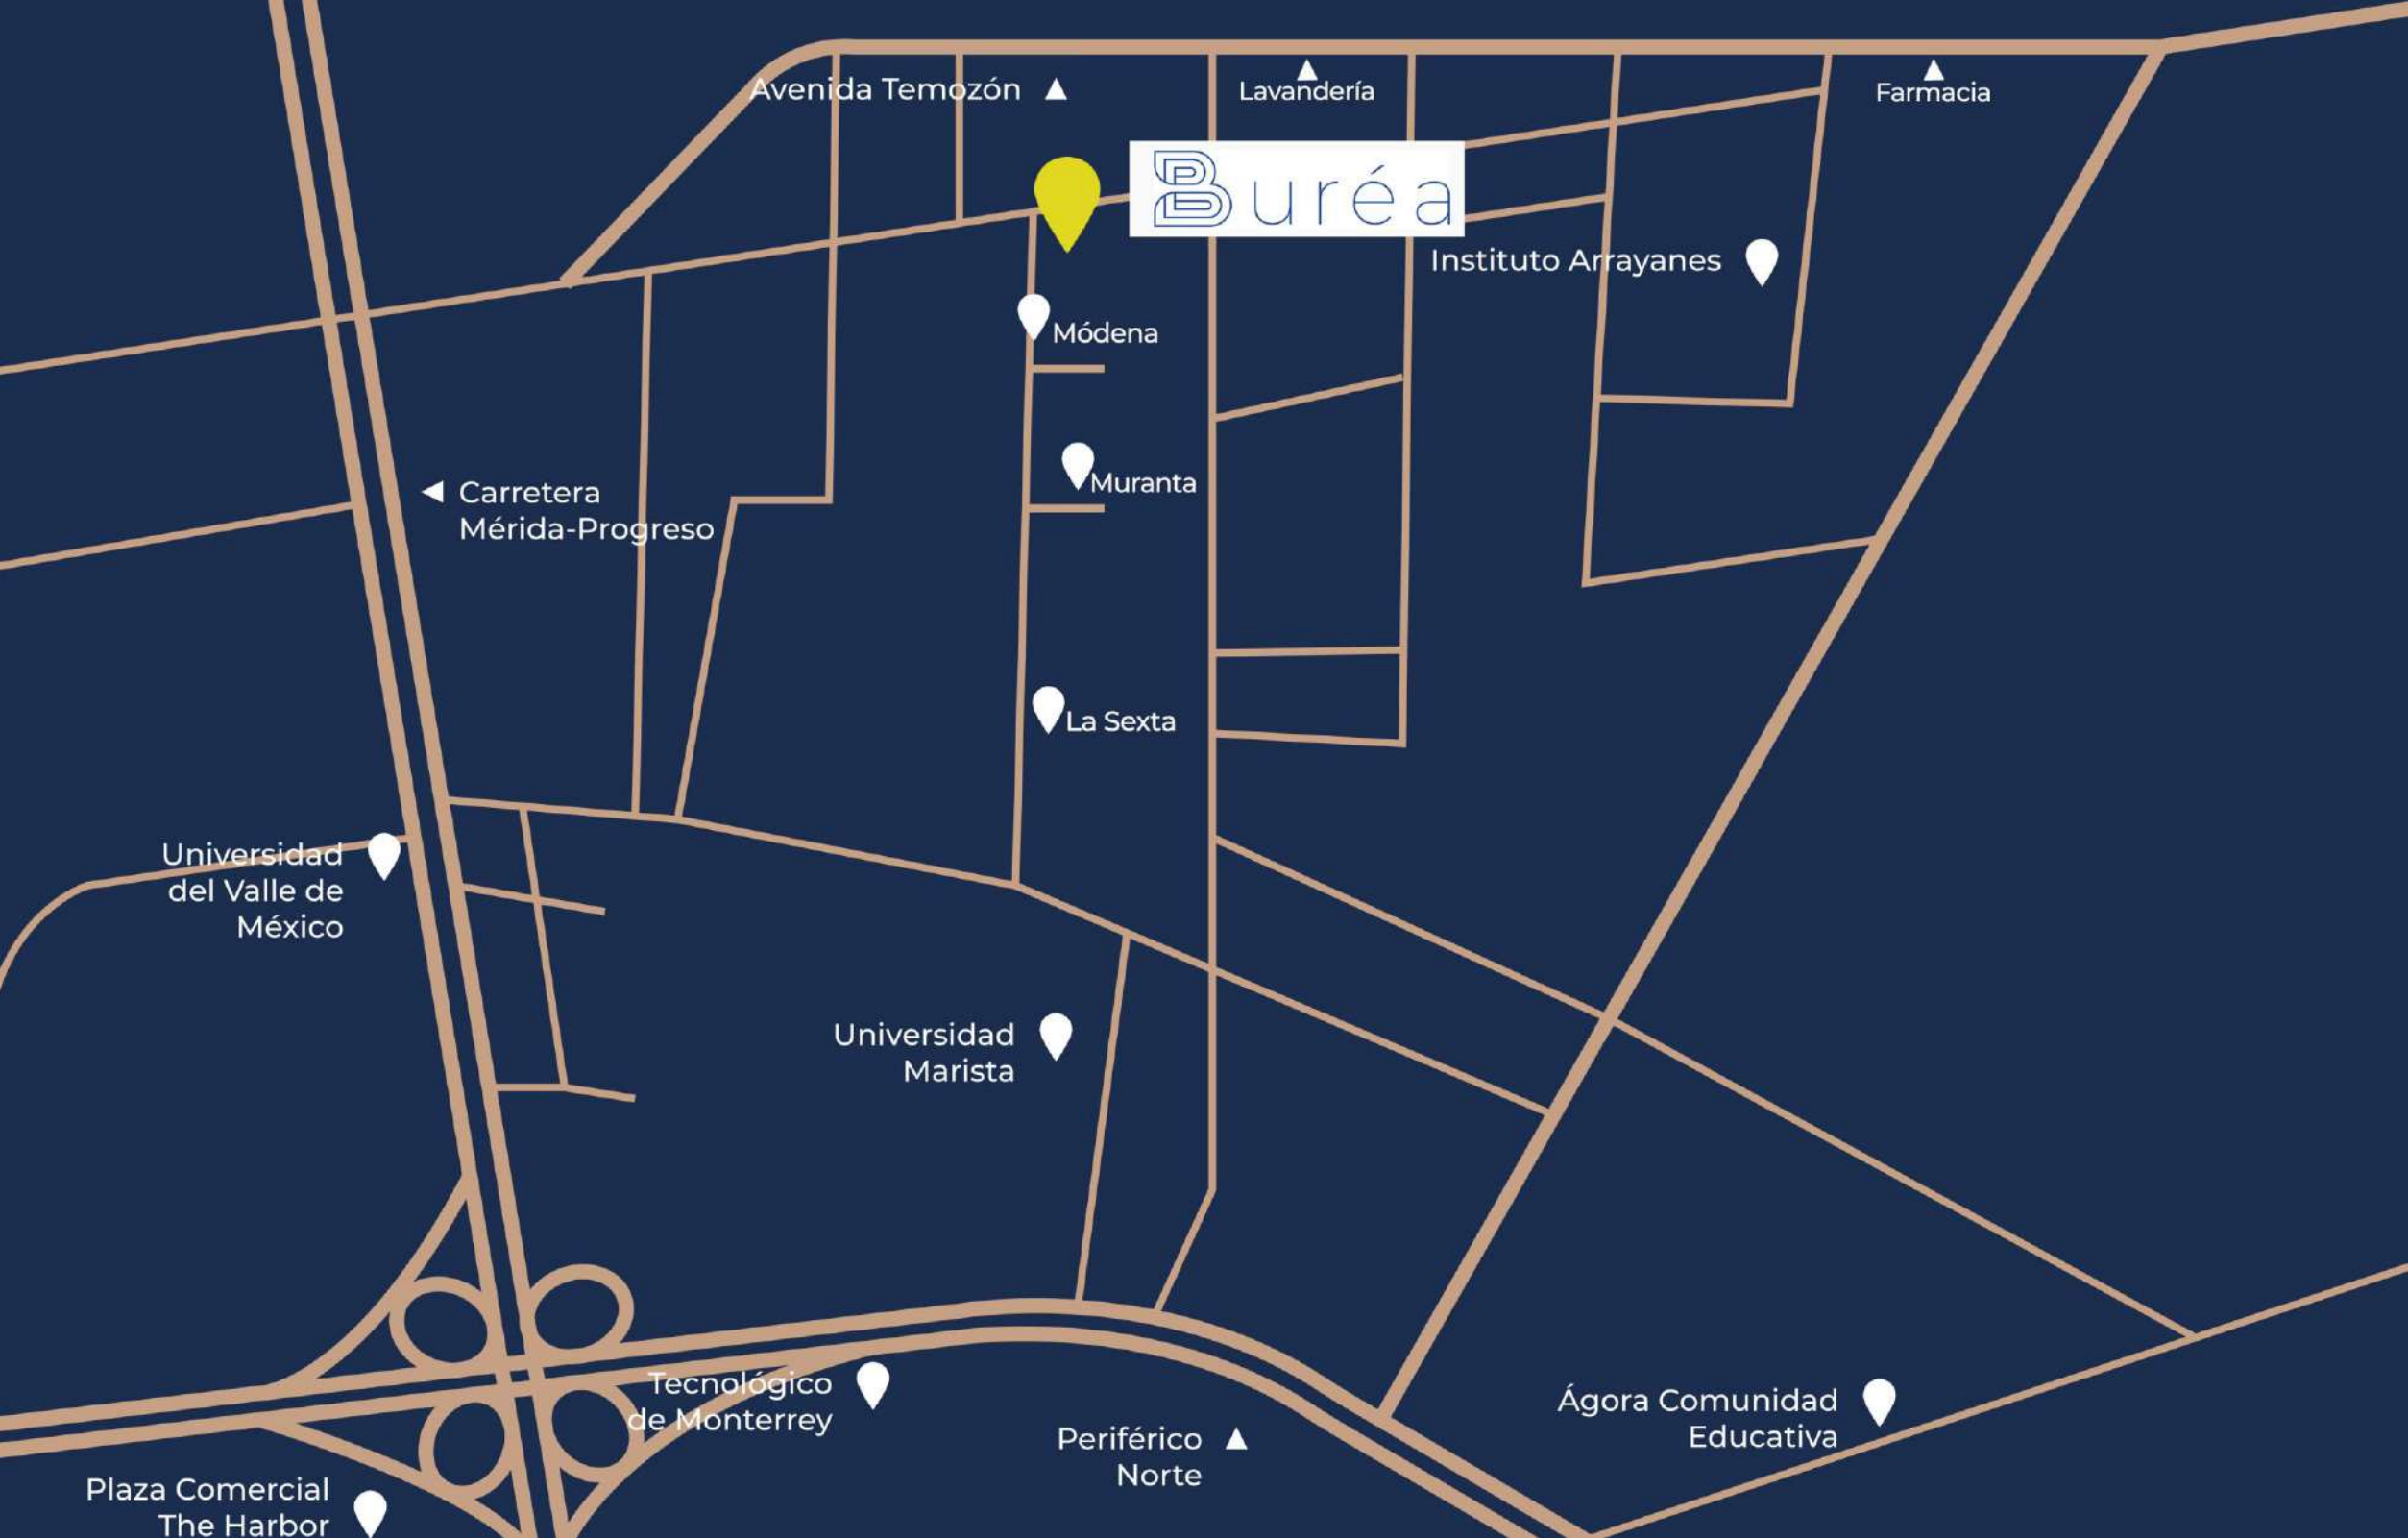 Avenida Temozón
Lavandería
Farmacia
Buréa
Instituto Arrayanes
Módena
Muranta
Carretera
Mérida-Progreso
La Sexta
Universidad
del Valle de
México
Universidad
Marista
Tecnológico
de Monterrey
Periférico
Norte
Ágora Comunidad
Educativa
Plaza Comercial
The Harbor